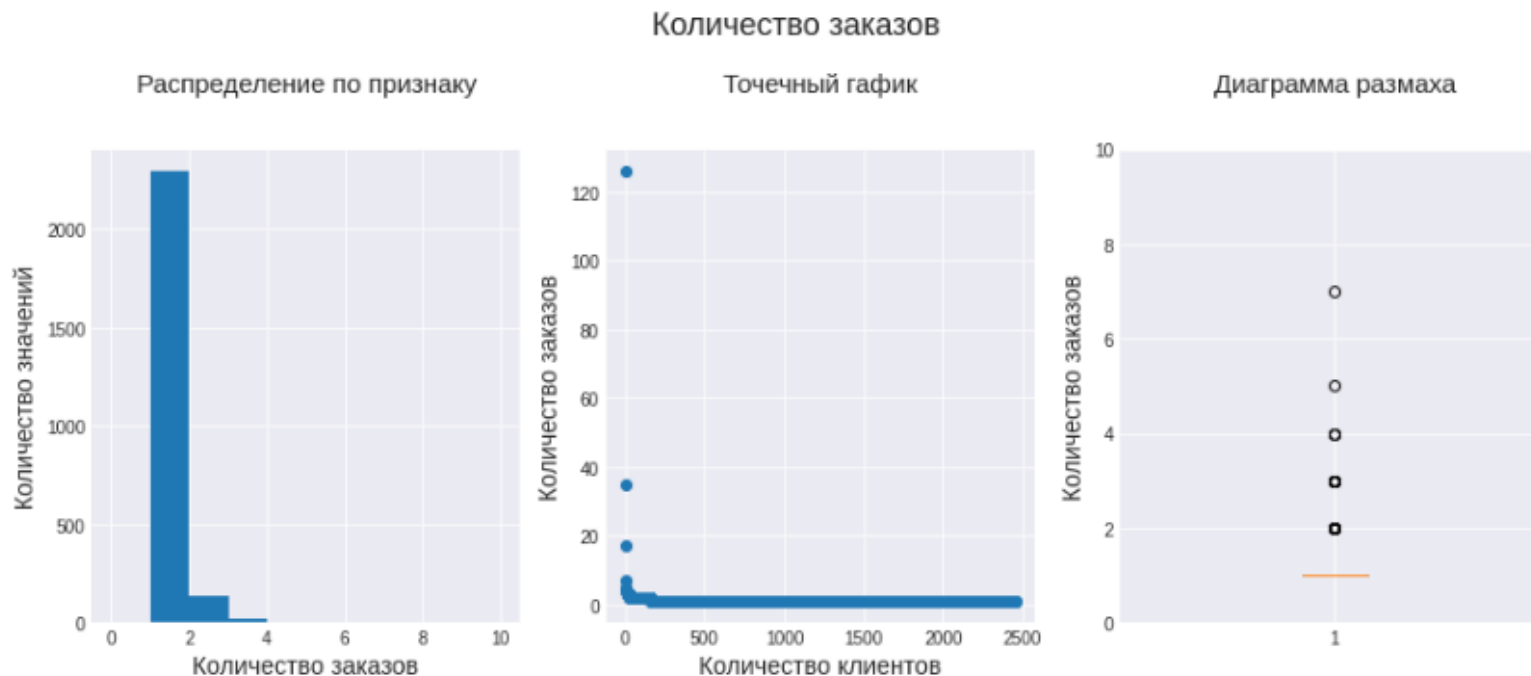 Количество заказов
Распределение по признаку
Количество значений
2000
1500
1000
500
0
0 2 4 6 8 10
Количество заказов
Точечный гафик
Количество заказов
120
100
80
60
40
20
0
0 500 1000 1500 2000 2500
Количество клиентов
Диаграмма размаха
Количество заказов
10
8
6
4
2
0
1